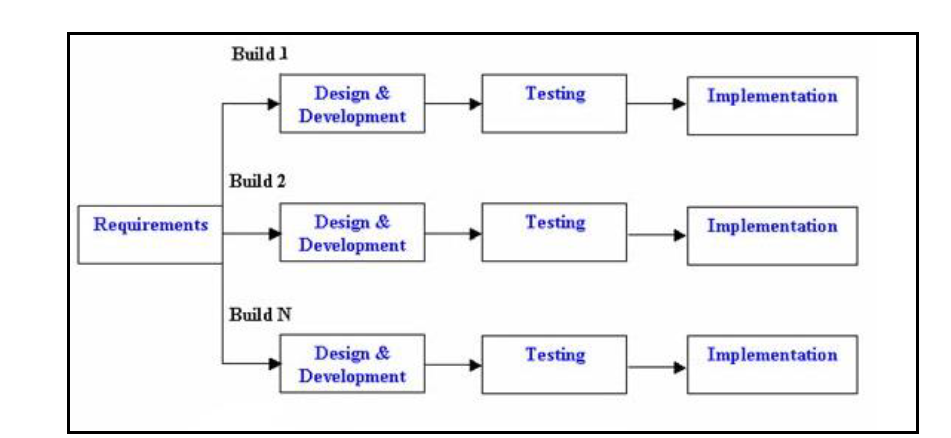 Build 1
Design &
Development
Testing
Implementation
Build 2
Requirements
Design &
Development
Testing
Implementation
Build N
Design &
Development
Testing
Implementation